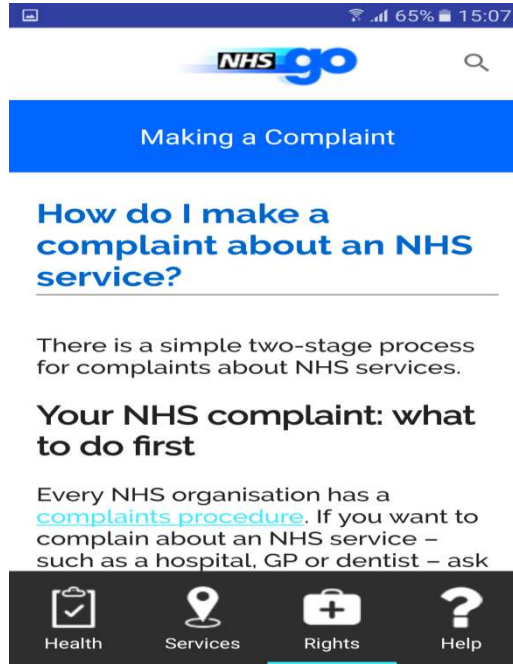 65% 15:07
NHS go
Making a Complaint
How do I make a
complaint about an NHS
service?
There is a simple two-stage process
for complaints about NHS services.
Your NHS complaint: what
to do first
Every NHS organisation has a
complaints procedure. If you want to
complain about an NHS service –
such as a hospital, GP or dentist – ask
Health Services Rights Help